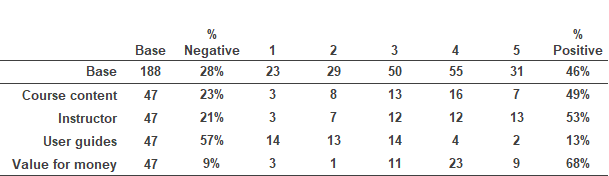 % %
Base Negative 1 2 3 4 5 Positive
Base 188 28% 23 29 50 55 31 46%
Course content 47 23% 3 8 13 16 7 49%
Instructor 47 21% 3 7 12 12 13 53%
User guides 47 57% 14 13 14 4 2 13%
Value for money 47 9% 3 1 11 23 9 68%